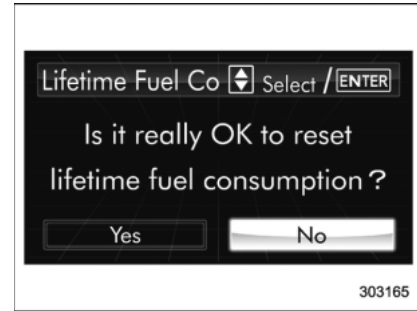 Lifetime Fuel Co Select / ENTER
Is it really OK to reset
lifetime fuel consumption ?
Yes No
303165